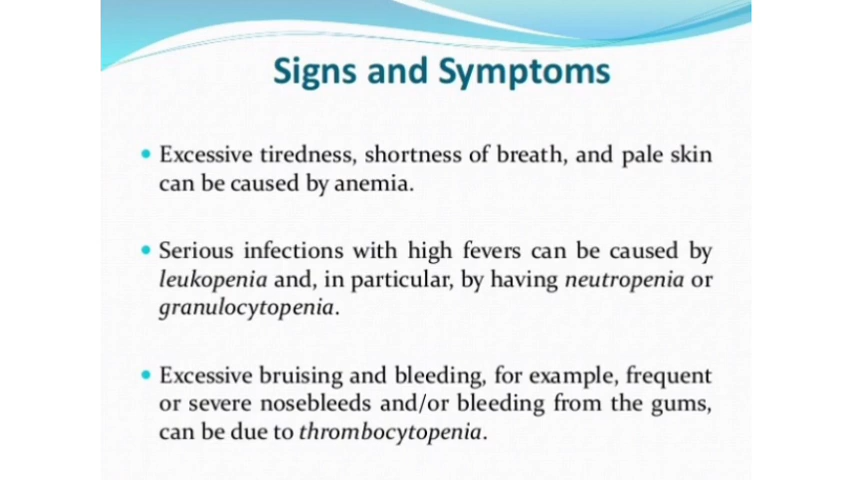 Signs and Symptoms
• Excessive tiredness, shortness of breath, and pale skin
can be caused by anemia.
• Serious infections with high fevers can be caused by
leukopenia and, in particular, by having neutropenia or
granulocytopenia.
• Excessive bruising and bleeding, for example, frequent
or severe nosebleeds and/or bleeding from the gums,
can be due to thrombocytopenia.